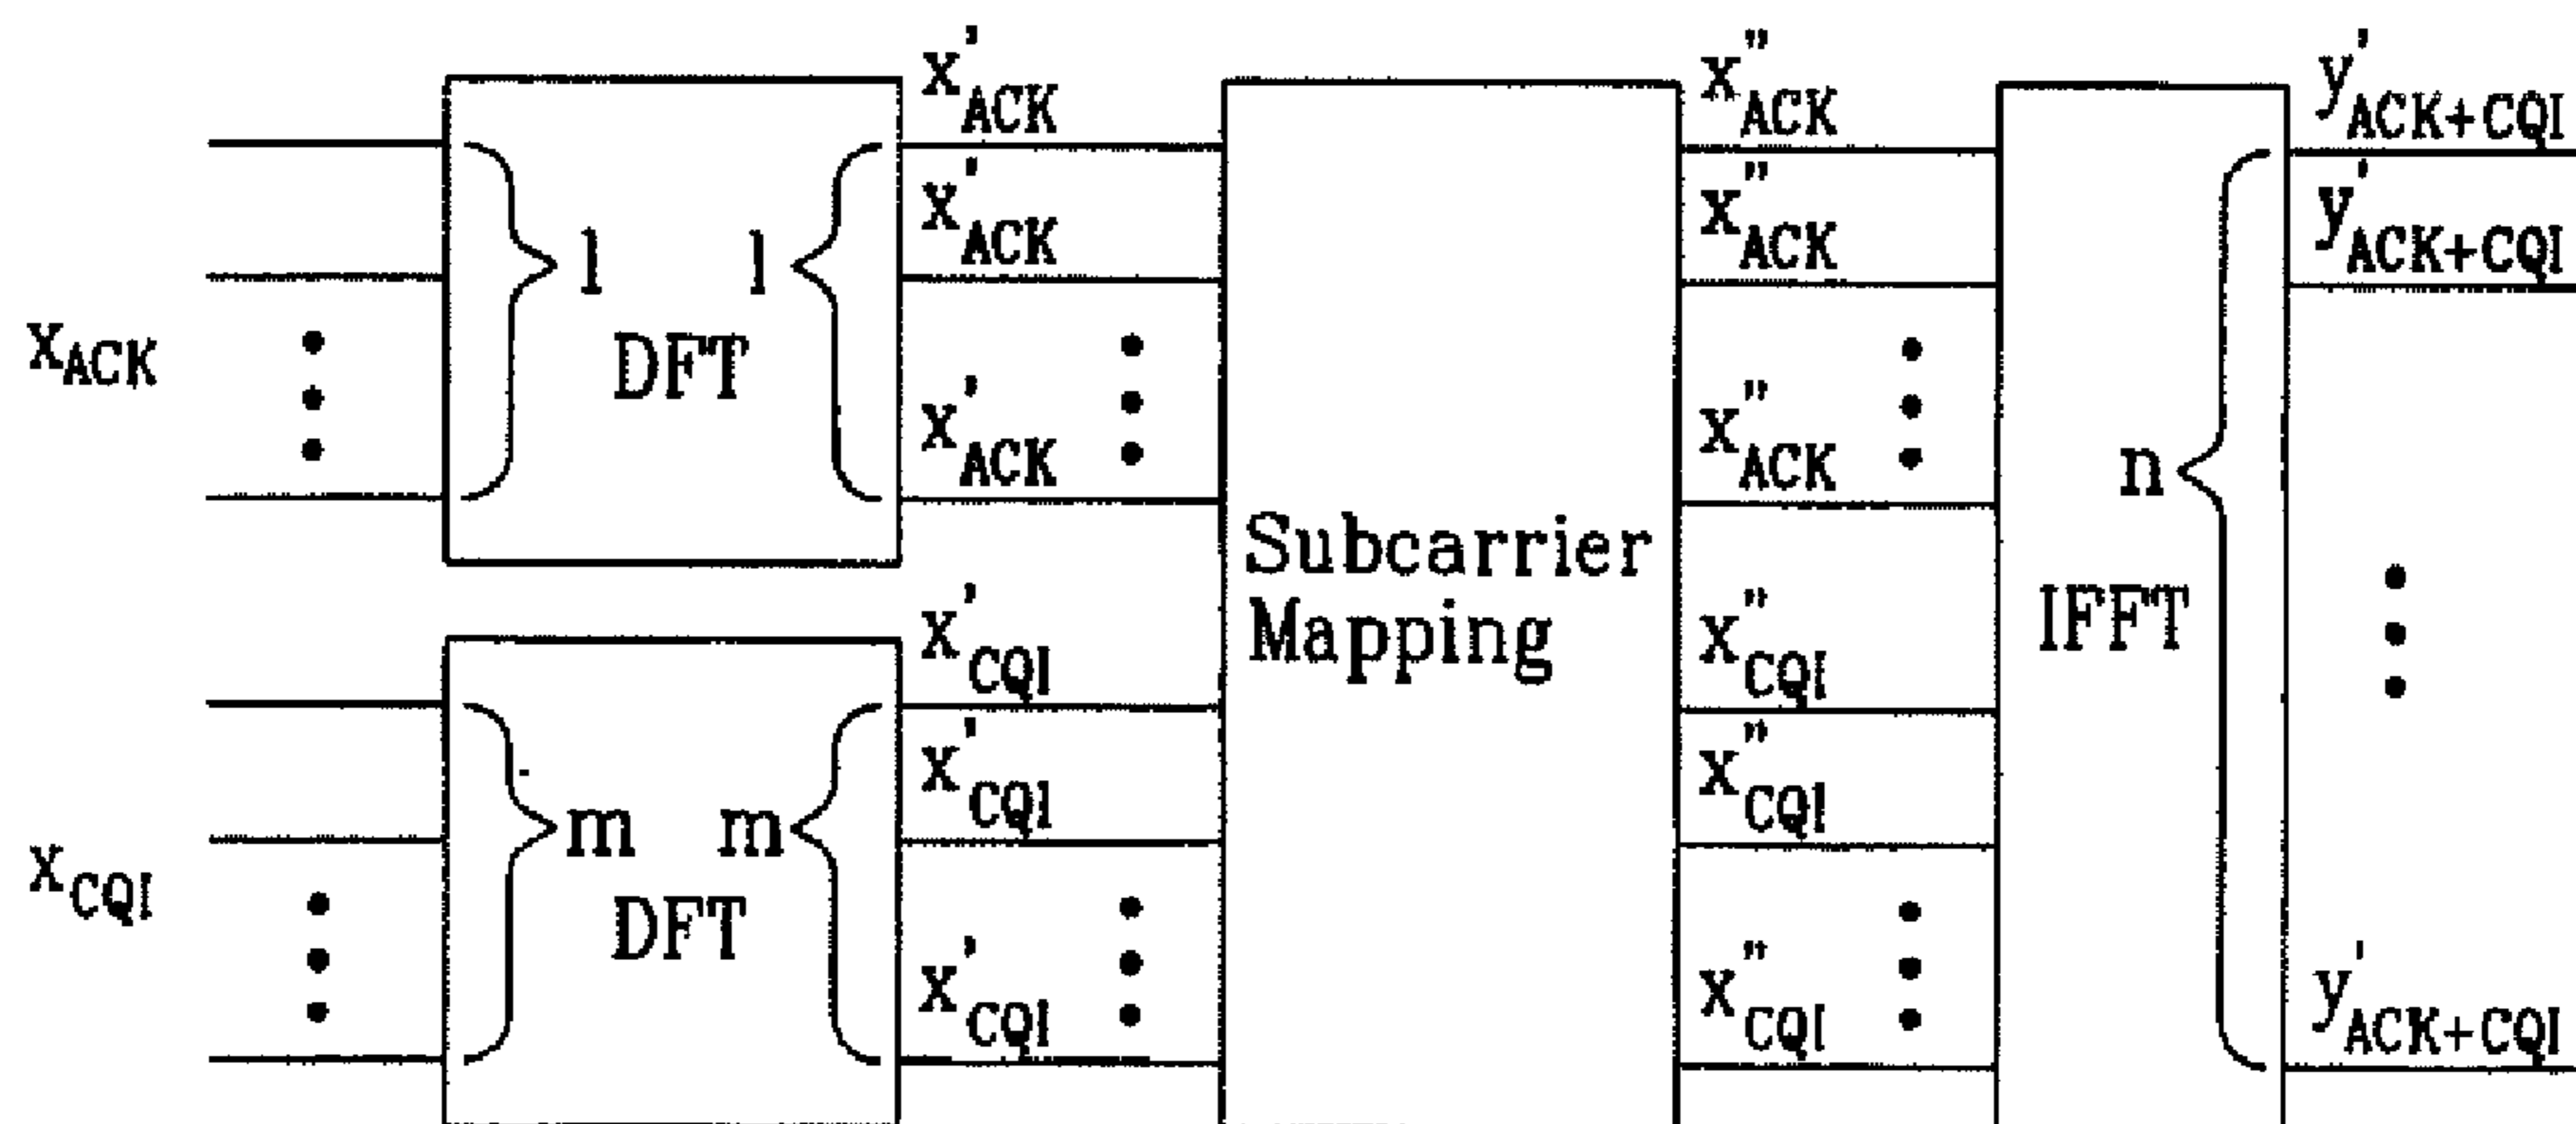 x'ACK
x''ACK
y'ACK+CQI
x'ACK
x''ACK
y'ACK+CQI
l
l
xACK
DFT
x'ACK
x''ACK
n
Subcarrier
Mapping
IFFT
x'CQI
x''CQI
x'CQI
x''CQI
m
m
xCQI
DFT
x'CQI
x''CQI
y'ACK+CQI